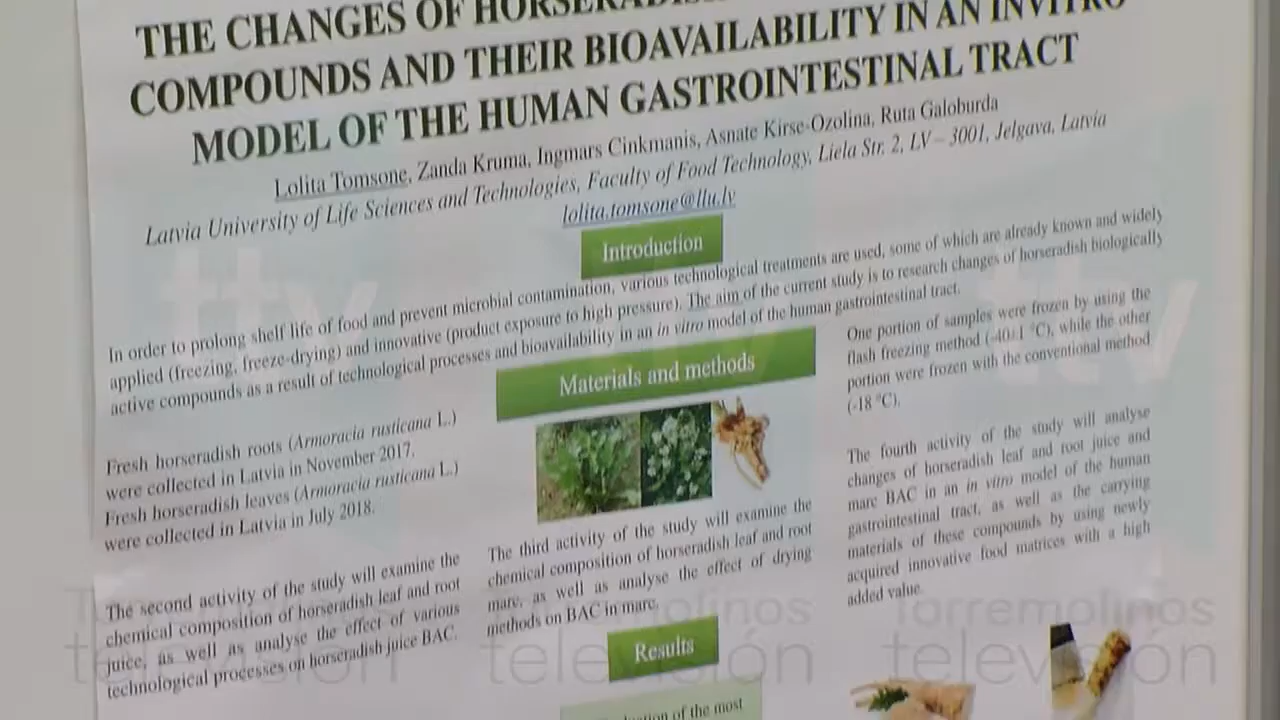 THE CHANGES OF HORSERADISH
COMPOUNDS AND THEIR BIOAVAILABILITY IN AN INVITRO
MODEL OF THE HUMAN GASTROINTESTINAL TRACT
Lolita Tomsone, Zanda Kruma, Ingmars Cinkmanis, Asnate Kirse-Ozolina, Ruta Galoburda
Latvia University of Life Sciences and Technologies, Faculty of Food Technology, Liela Str. 2, LV – 3001, Jelgava, Latvia
lolita.tomsone@llu.lv
Introduction
In order to prolong shelf life of food and prevent microbial contamination, various technological treatments are used, some of which are already known and widely
applied (freezing, freeze-drying) and innovative (product exposure to high pressure). The aim of the current study is to research changes of horseradish biologically
active compounds as a result of technological processes and bioavailability in an in vitro model of the human gastrointestinal tract.
Materials and methods
Fresh horseradish roots (Armoracia rusticana L.)
were collected in Latvia in November 2017.
Fresh horseradish leaves (Armoracia rusticana L.)
were collected in Latvia in July 2018.
The second activity of the study will examine the
chemical composition of horseradish leaf and root
juice, as well as analyse the effect of various
technological processes on horseradish juice BAC.
The third activity of the study will examine the
chemical composition of horseradish leaf and root
marc, as well as analyse the effect of drying
methods on BAC in marc.
One portion of samples were frozen by using the
flash freezing method (-40±1 °C), while the other
portion were frozen with the conventional method
(-18 °C).
The fourth activity of the study will analyse
changes of horseradish leaf and root juice and
marc BAC in an in vitro model of the human
gastrointestinal tract, as well as the carrying
materials of these compounds by using newly
acquired innovative food matrices with a high
added value.
Results
of the most
ttv
ttv
Torremolinos
televisión
Torremolinos
televisión
Torremolinos
televisión